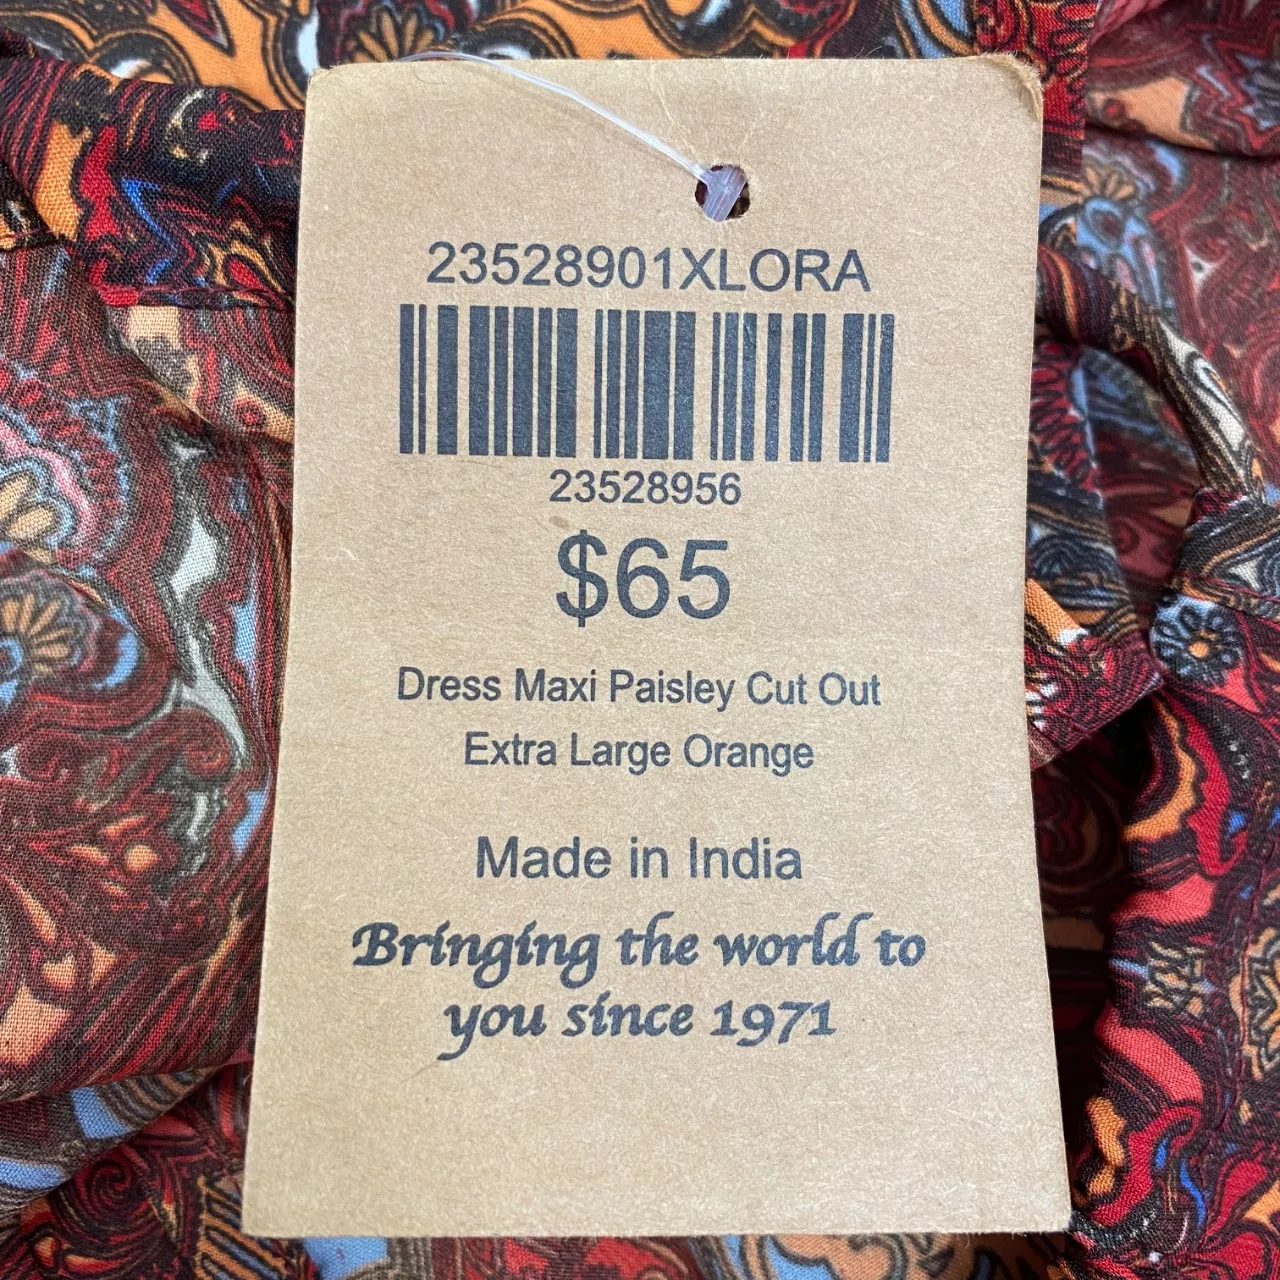 23528901XLORA
23528956
$65
Dress Maxi Paisley Cut Out
Extra Large Orange
Made in India
Bringing the world to
you since 1971